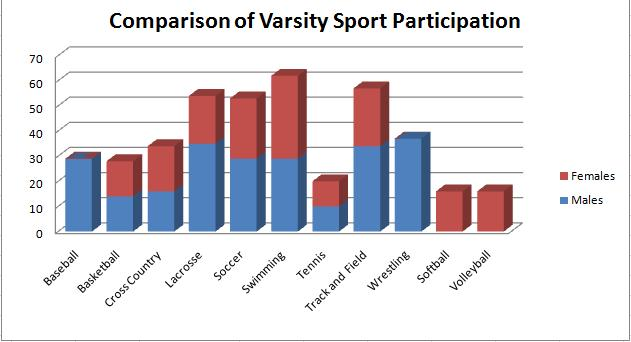 Comparison of Varsity Sport Participation
70
60
50
40
30
20
10
0
Baseball
Basketball
Cross Country
Lacrosse
Soccer
Swimming
Tennis
Track and Field
Wrestling
Softball
Volleyball
Females
Males